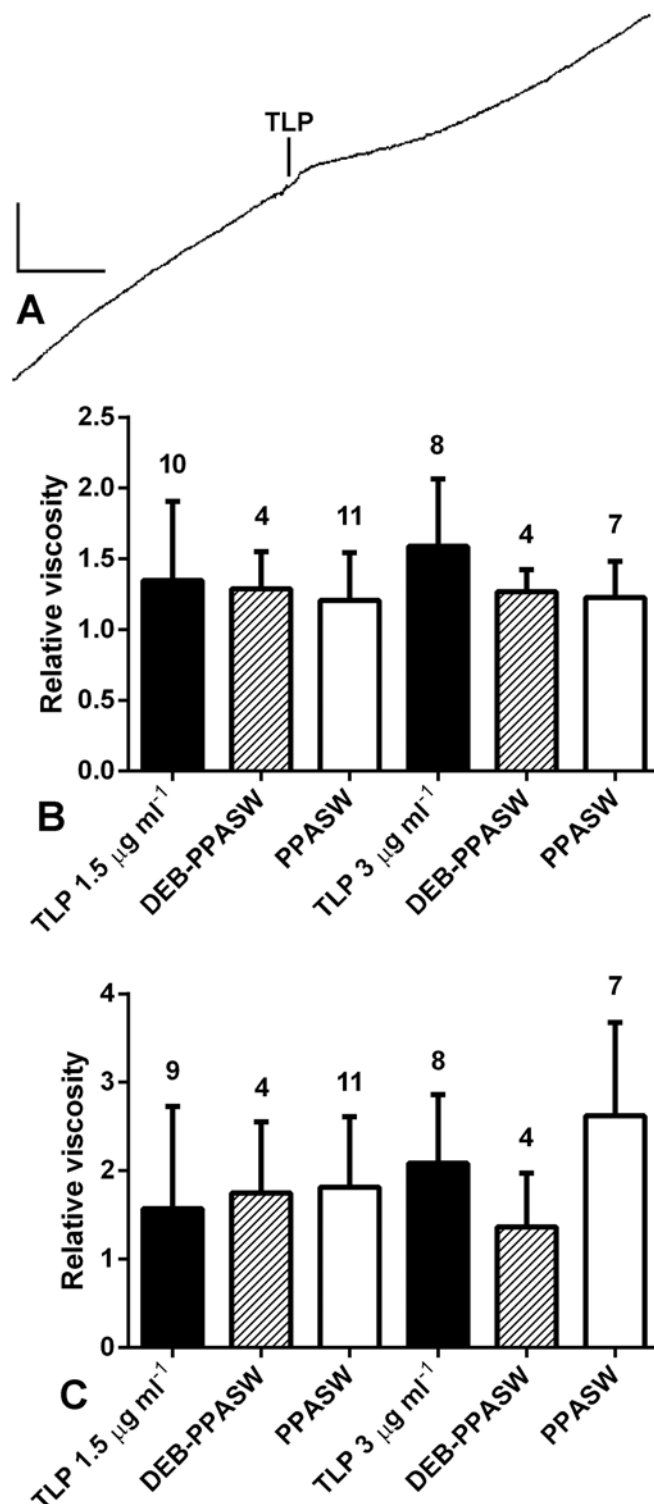 TLP
A
2.5
2.0
1.5
1.0
0.5
0.0
Relative viscosity
10
4
11
8
4
7
TLP 1.5 μg ml⁻¹
DEB-PPASW
PPASW
TLP 3 μg ml⁻¹
DEB-PPASW
PPASW
B
4
3
2
1
0
Relative viscosity
9
4
11
8
4
7
TLP 1.5 μg ml⁻¹
DEB-PPASW
PPASW
TLP 3 μg ml⁻¹
DEB-PPASW
PPASW
C